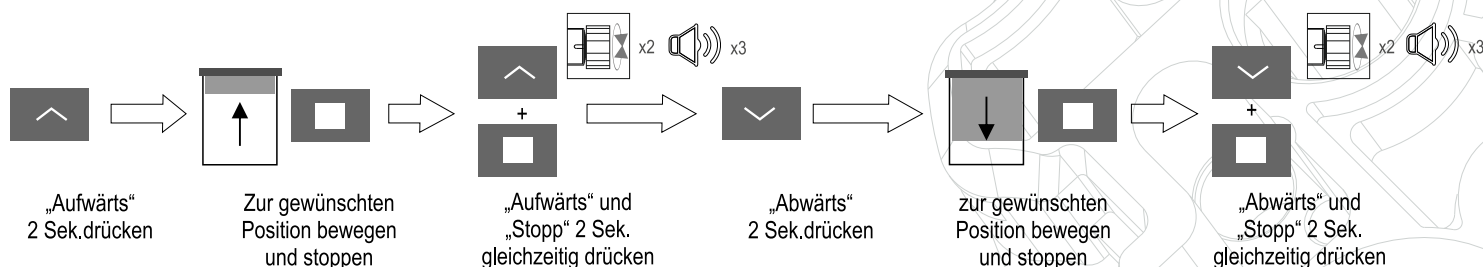 x2
x3
x2
x3
+
+
„Aufwärts“
2 Sek.drücken
Zur gewünschten
Position bewegen
und stoppen
„Aufwärts“ und
„Stopp“ 2 Sek.
gleichzeitig drücken
„Abwärts“
2 Sek.drücken
zur gewünschten
Position bewegen
und stoppen
„Abwärts“ und
„Stopp“ 2 Sek.
gleichzeitig drücken